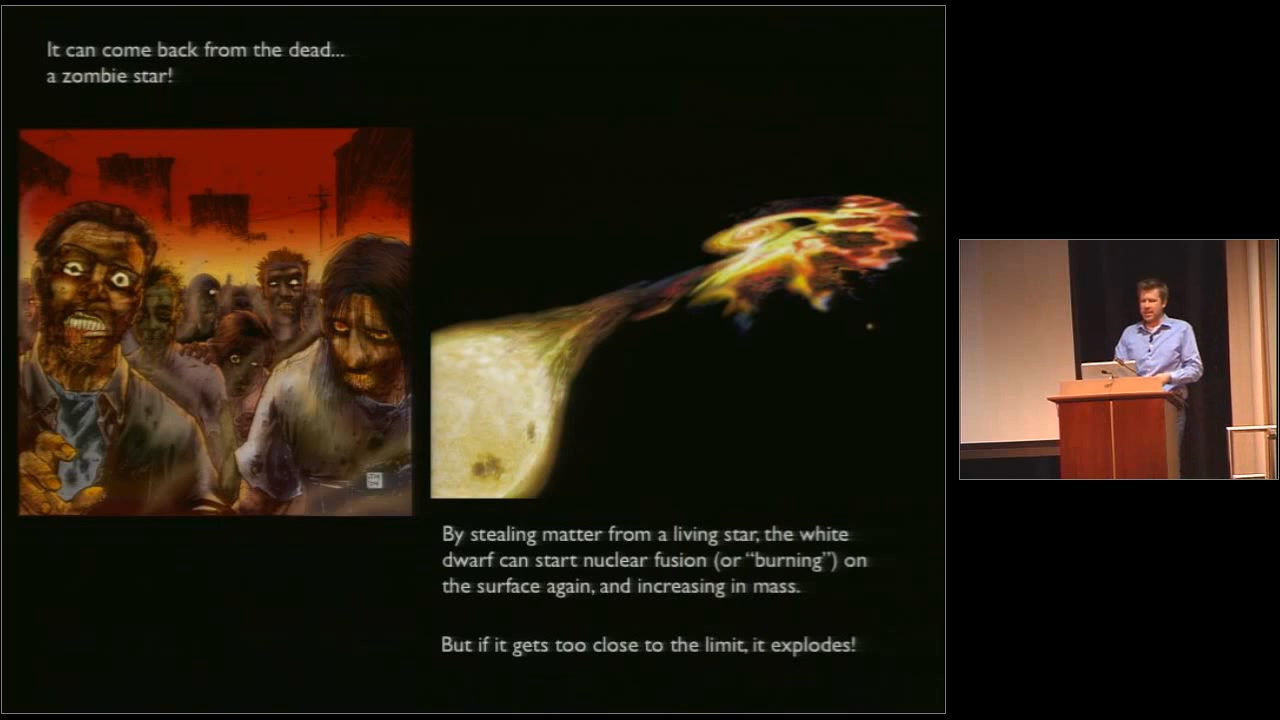 It can come back from the dead...
a zombie star!
By stealing matter from a living star, the white
dwarf can start nuclear fusion (or “burning”) on
the surface again, and increasing in mass.
But if it gets too close to the limit, it explodes!